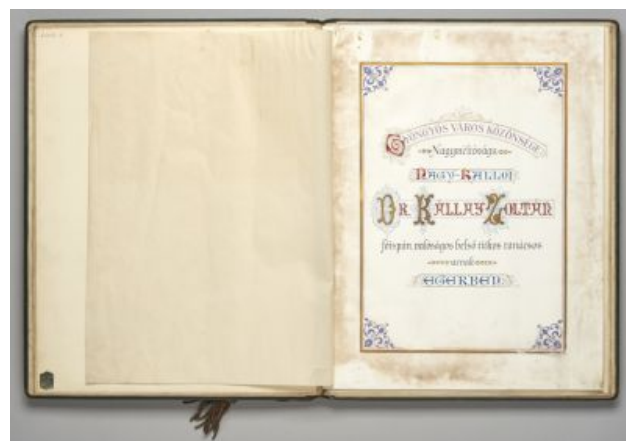 GYÖNGYÖS VÁROS KÖZÖNSÉGE
Nagyméltóságu
NAGY-KÁLLÓI
DR. KÁLLAY ZOLTÁN
főispán, valóságos belső titkos tanácsos
urnak
EGERBEN.